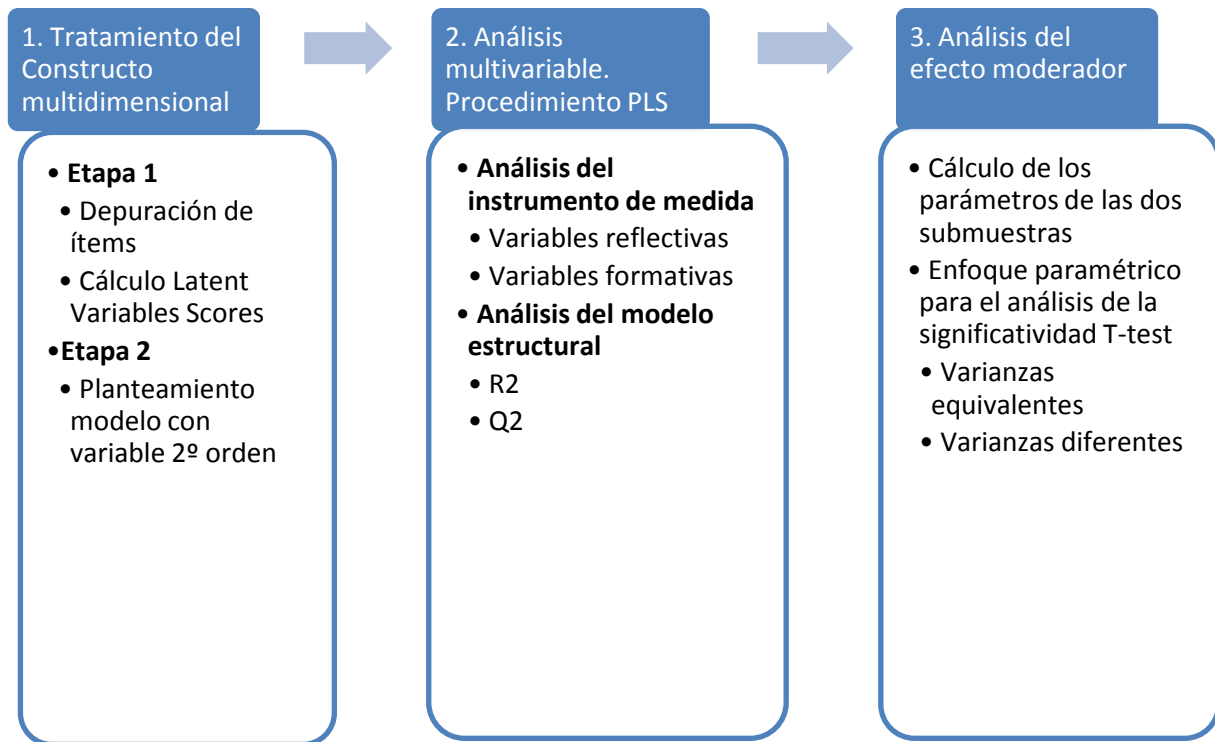 1. Tratamiento del
Constructo
multidimensional
• Etapa 1
• Depuración de
ítems
• Cálculo Latent
Variables Scores
•Etapa 2
• Planteamiento
modelo con
variable 2º orden
2. Análisis
multivariable.
Procedimiento PLS
• Análisis del
instrumento de medida
• Variables reflectivas
• Variables formativas
• Análisis del modelo
estructural
• R2
• Q2
3. Análisis del
efecto moderador
• Cálculo de los
parámetros de las dos
submuestras
• Enfoque paramétrico
para el análisis de la
significatividad T-test
• Varianzas
equivalentes
• Varianzas diferentes